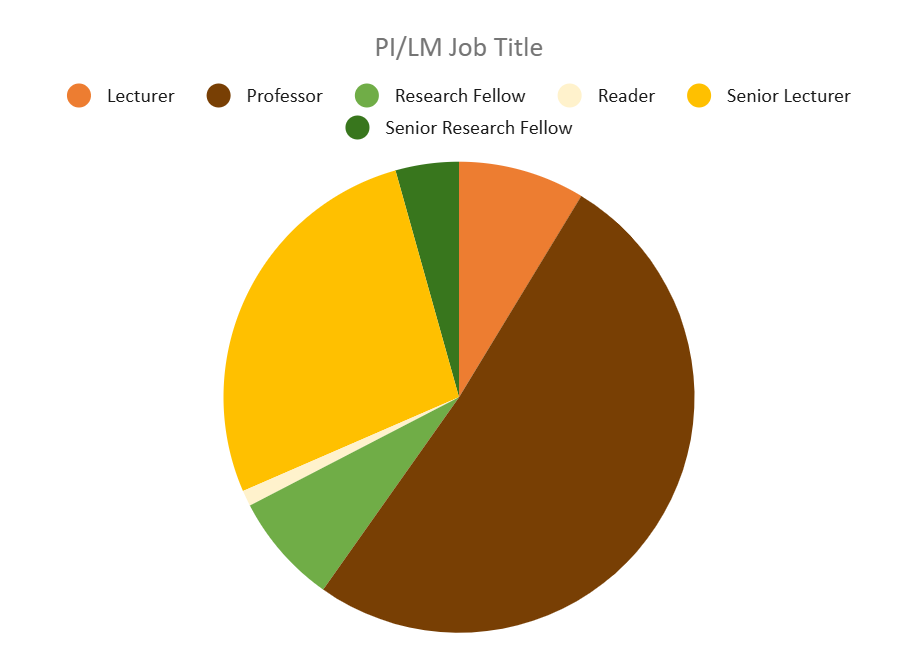 PI/LM Job Title
Lecturer Professor Research Fellow Reader Senior Lecturer
Senior Research Fellow